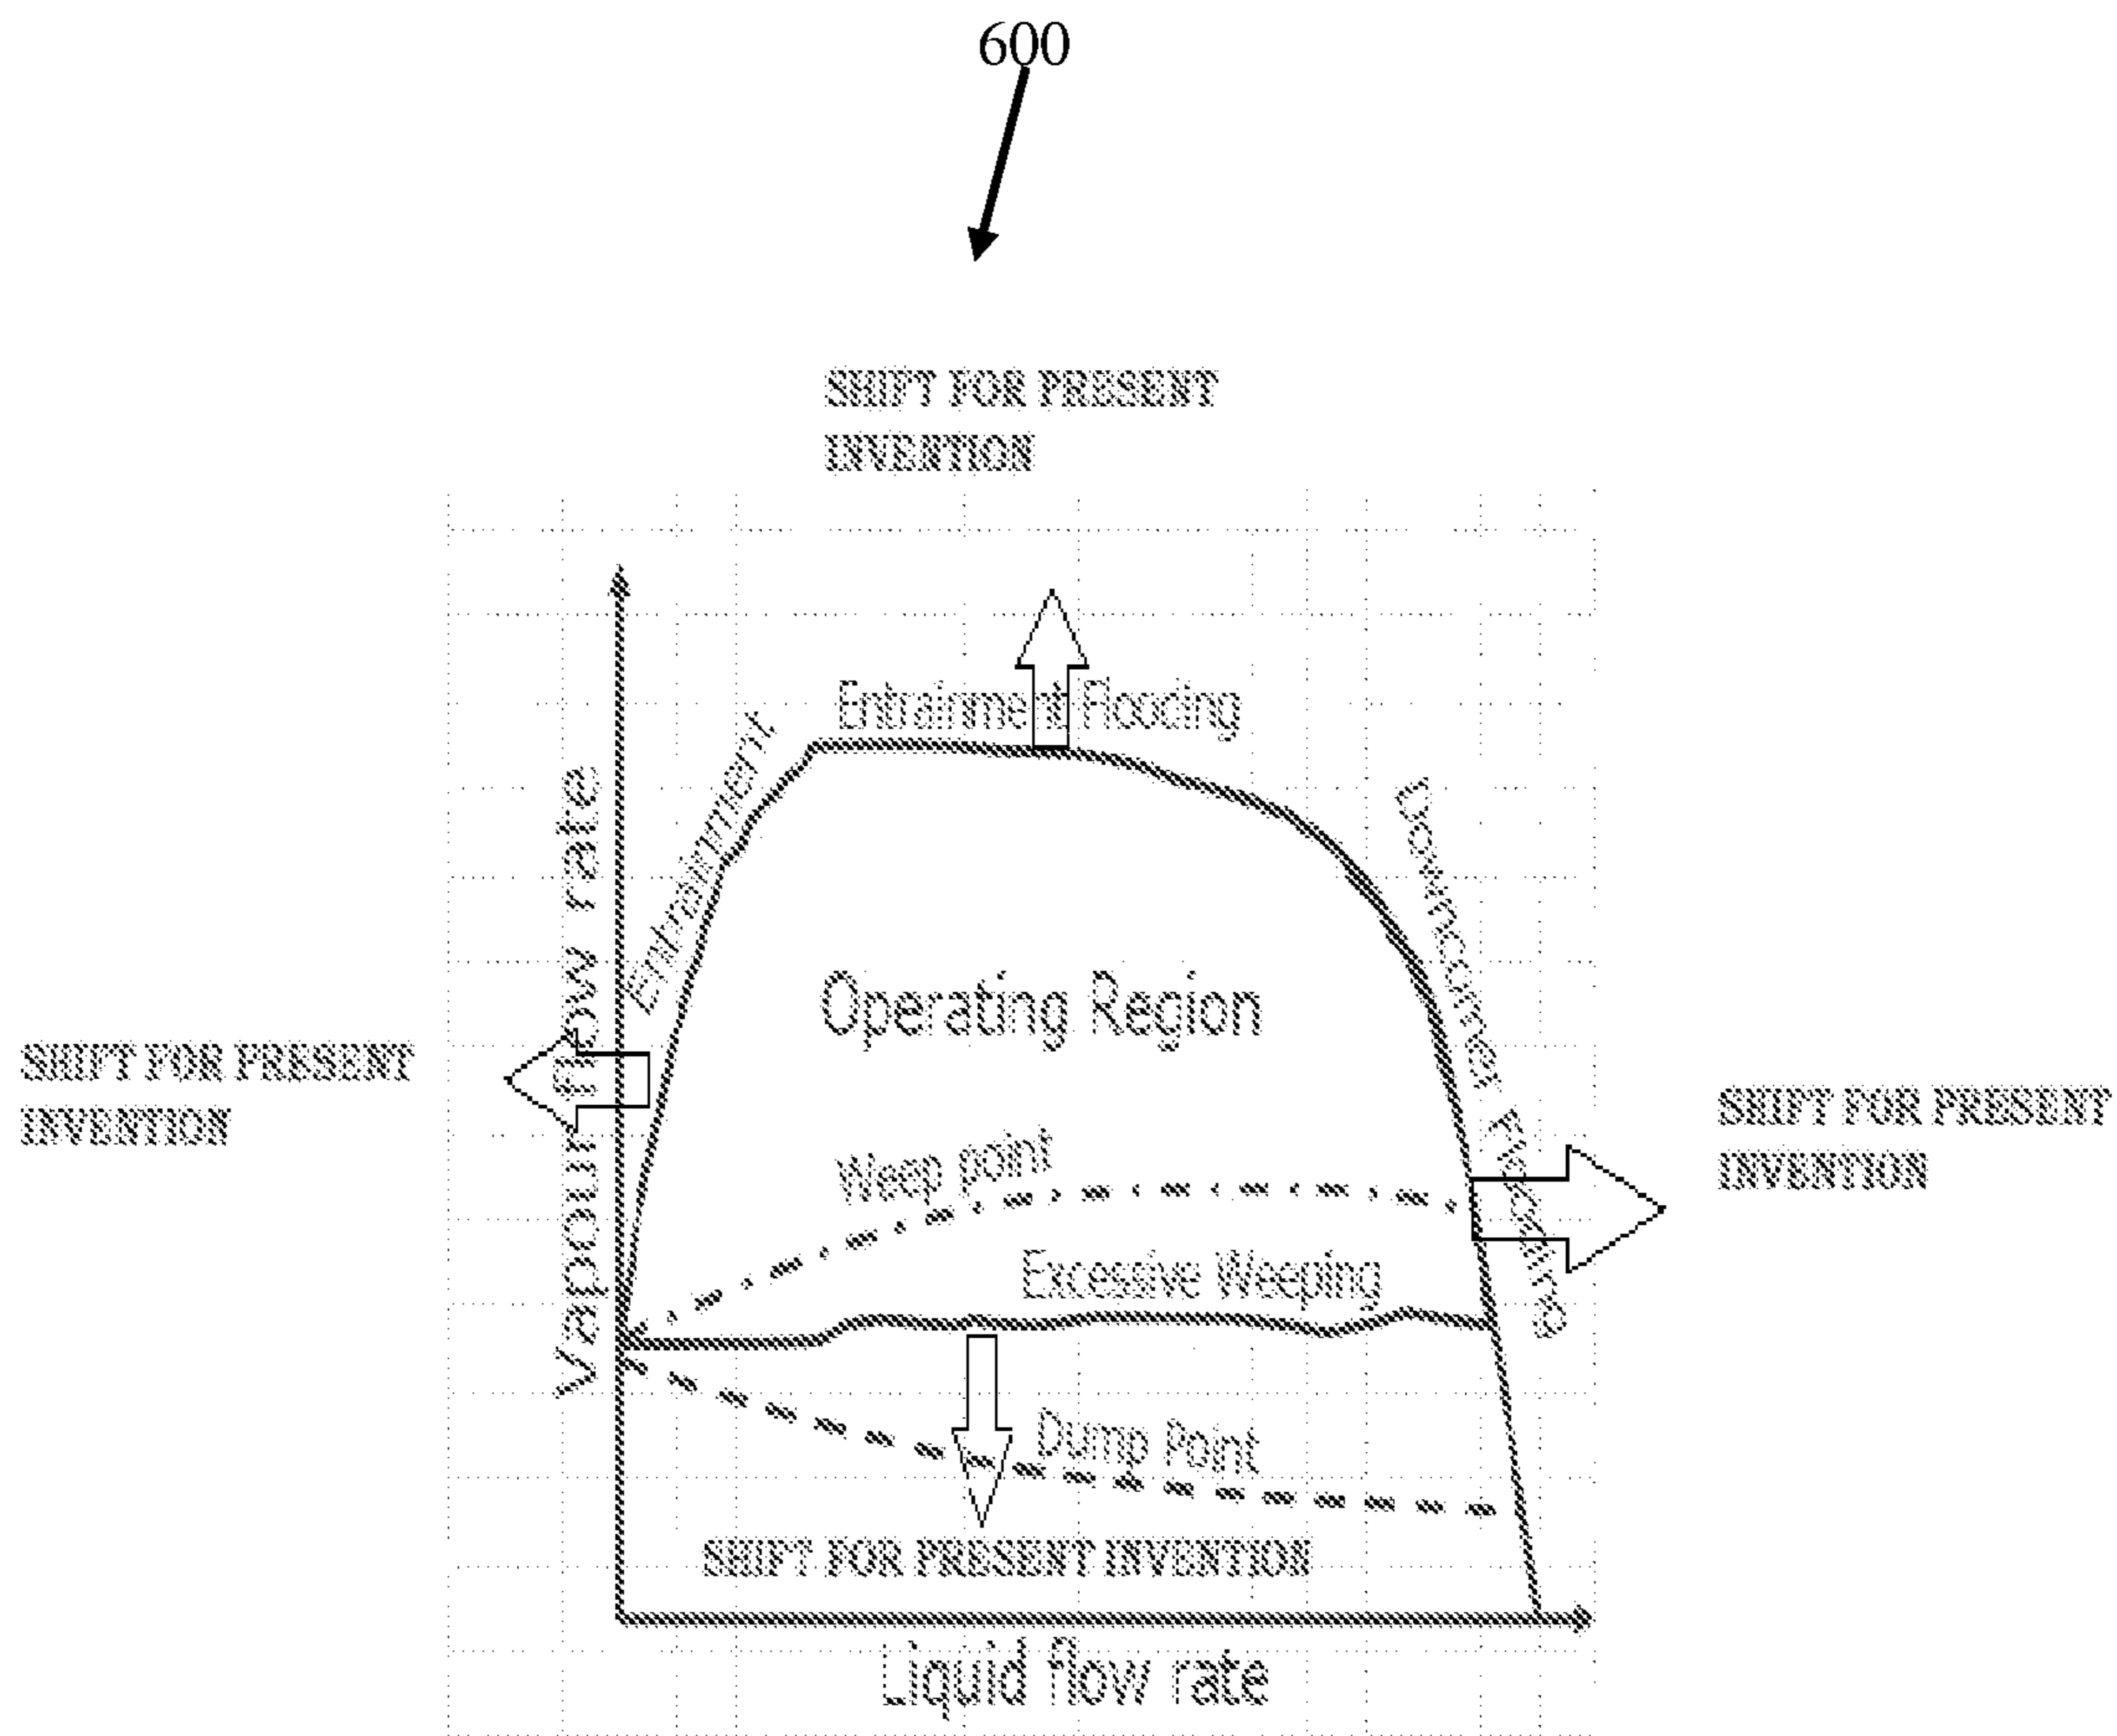 600
SHIFT FOR PRESENT
INVENTION
Entrainment Flooding
Entrainment
Downcomer Flooding
Vapour flow rate
Operating Region
SHIFT FOR PRESENT
INVENTION
SHIFT FOR PRESENT
INVENTION
Weep point
Excessive Weeping
Dump Point
SHIFT FOR PRESENT INVENTION
Liquid flow rate